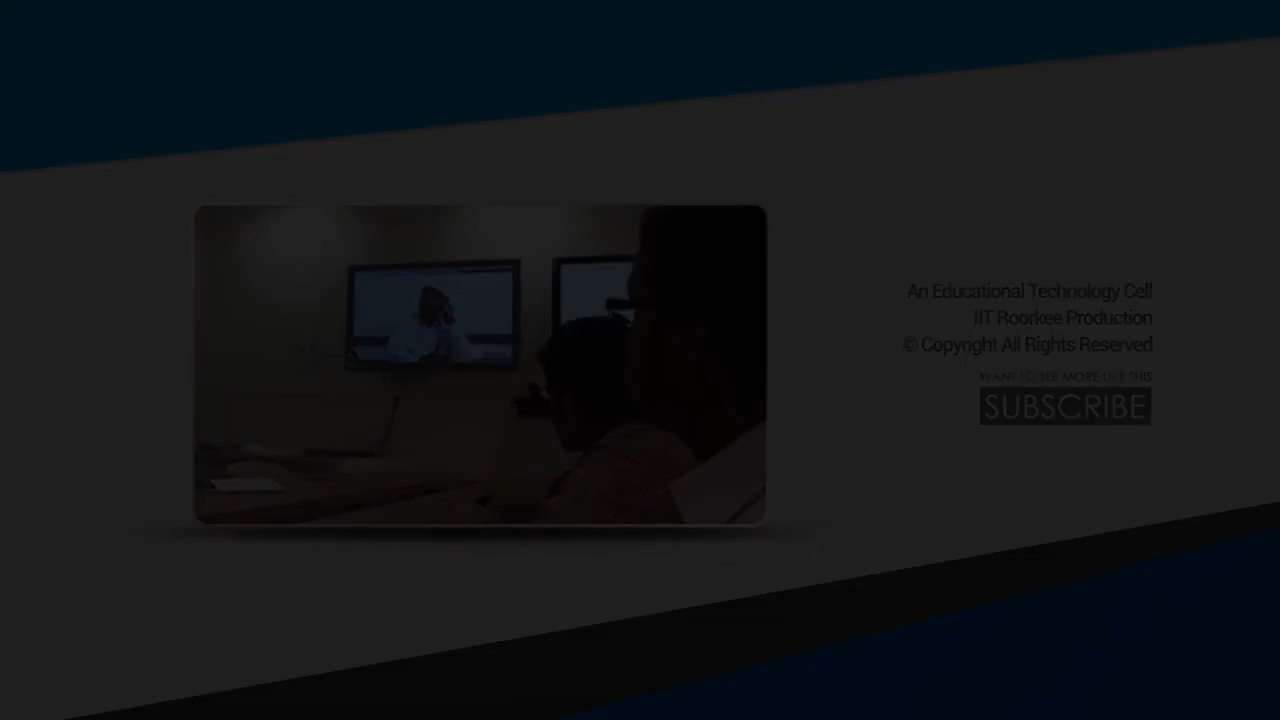 An Educational Technology Cell
IIT Roorkee Production
© Copyright All Rights Reserved
WANT TO SEE MORE LIKE THIS
SUBSCRIBE